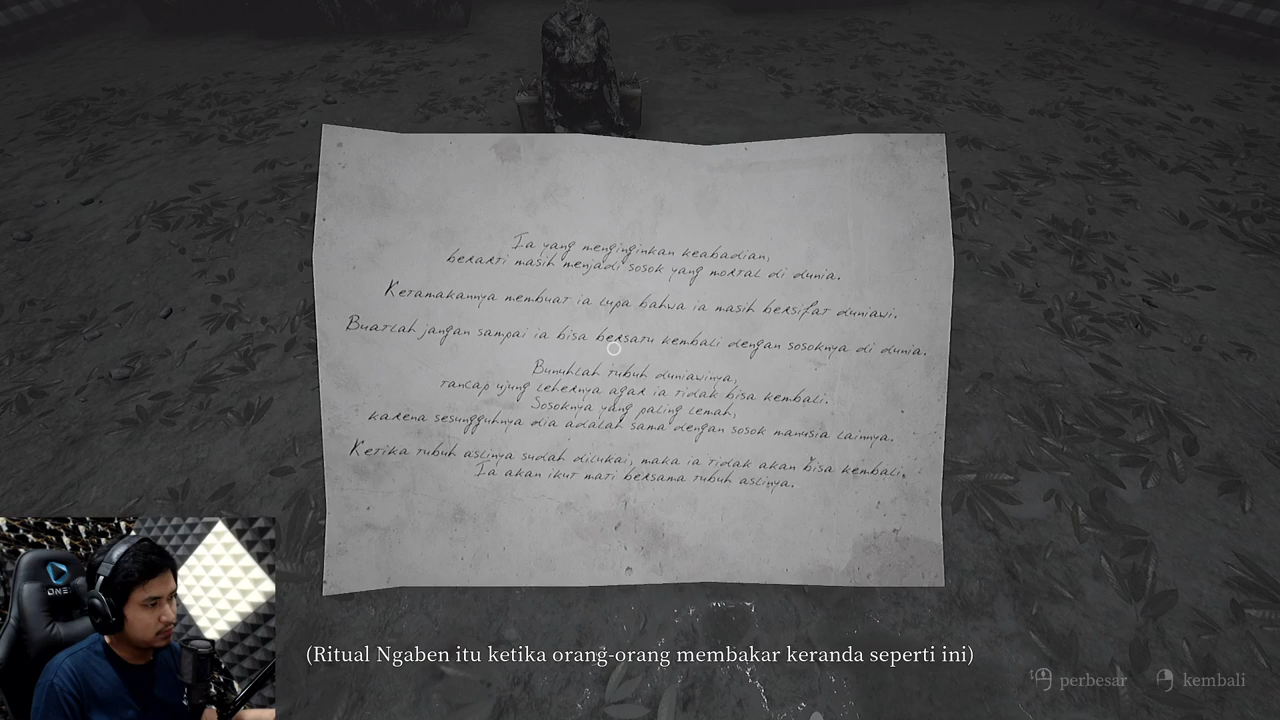 Ia yang menginginkan keabadian,
berarti masih menjadi sosok yang mortal di dunia.
Ketamakannya membuat ia lupa bahwa ia masih bersifat duniawi.
Buatlah jangan sampai ia bisa bersatu kembali dengan sosoknya di dunia.
Bunuhlah tubuh duniawinya,
tancap ujung lehernya agar ia tidak bisa kembali.
Sosoknya yang paling lemah,
karena sesungguhnya dia adalah sama dengan sosok manusia lainnya.
Ketika tubuh aslinya sudah dilukai, maka ia tidak akan bisa kembali.
Ia akan ikut mati bersama tubuh aslinya.
ONE
(Ritual Ngaben itu ketika orang-orang membakar keranda seperti ini)
perbesar kembali